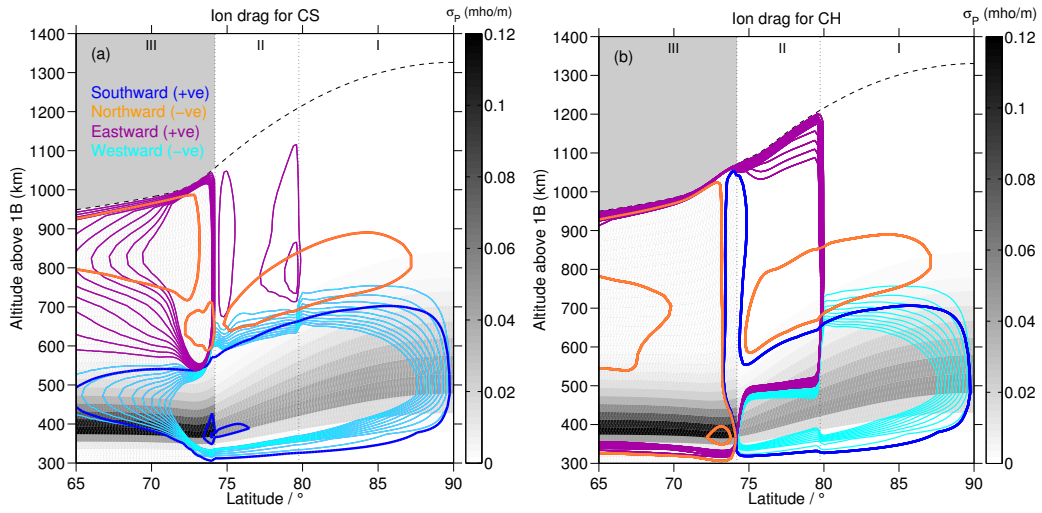 Ion drag for CS
σP (mho/m)
1400
1300
1200
1100
1000
900
800
700
600
500
400
300
Altitude above 1B (km)
(a)
III
II
I
Southward (+ve)
Northward (−ve)
Eastward (+ve)
Westward (−ve)
0.12
0.1
0.08
0.06
0.04
0.02
0
65
70
75
80
85
90
Latitude / °
Ion drag for CH
σP (mho/m)
1400
1300
1200
1100
1000
900
800
700
600
500
400
300
Altitude above 1B (km)
(b)
III
II
I
0.12
0.1
0.08
0.06
0.04
0.02
0
65
70
75
80
85
90
Latitude / °